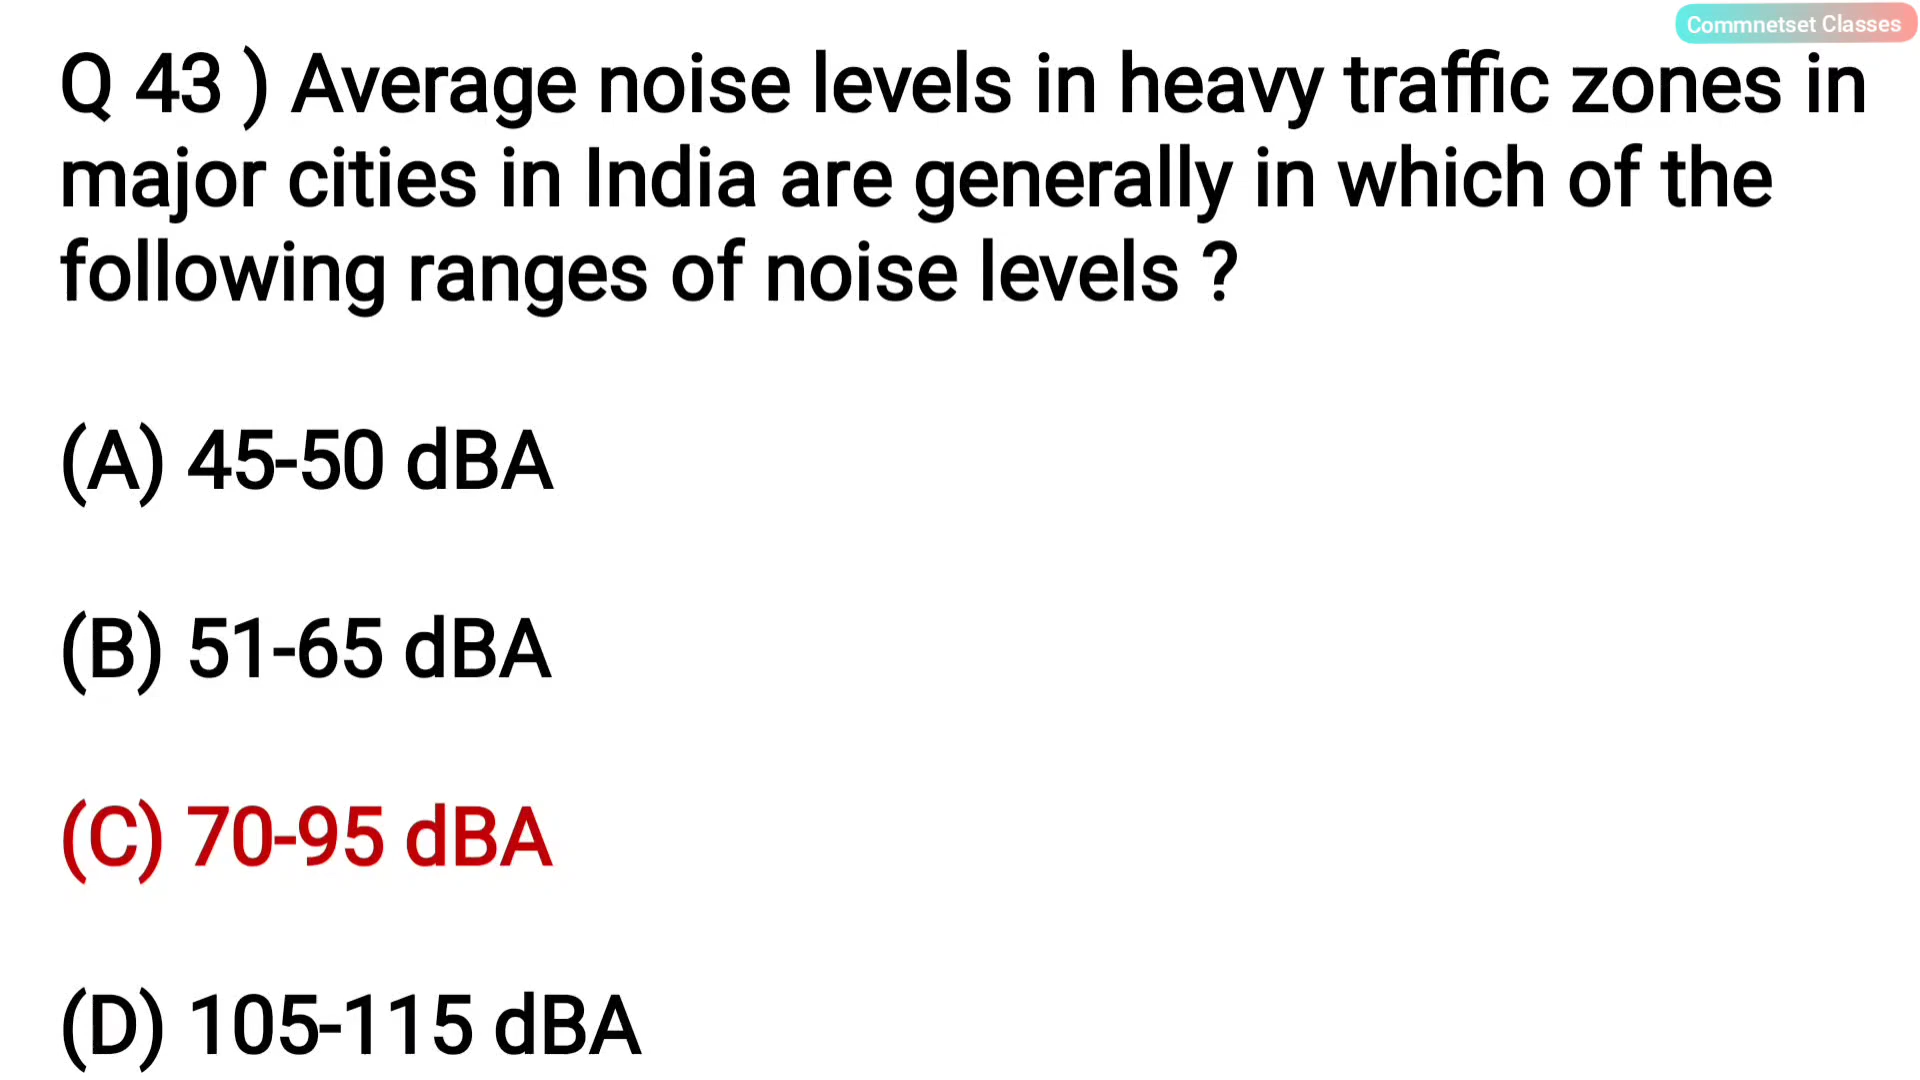 Commnetset Classes
Q 43 ) Average noise levels in heavy traffic zones in
major cities in India are generally in which of the
following ranges of noise levels ?
(A) 45-50 dBA
(B) 51-65 dBA
(C) 70-95 dBA
(D) 105-115 dBA